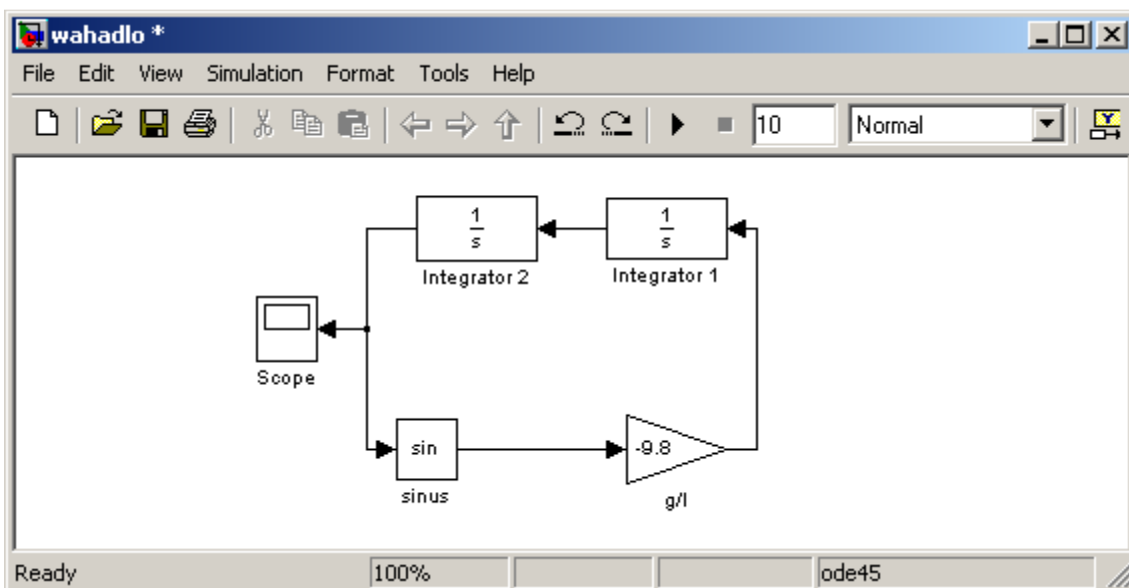 wahadlo *
File Edit View Simulation Format Tools Help
10 Normal
1
s
Integrator 2
1
s
Integrator 1
Scope
sin
sinus
-9.8
g/l
Ready 100% ode45